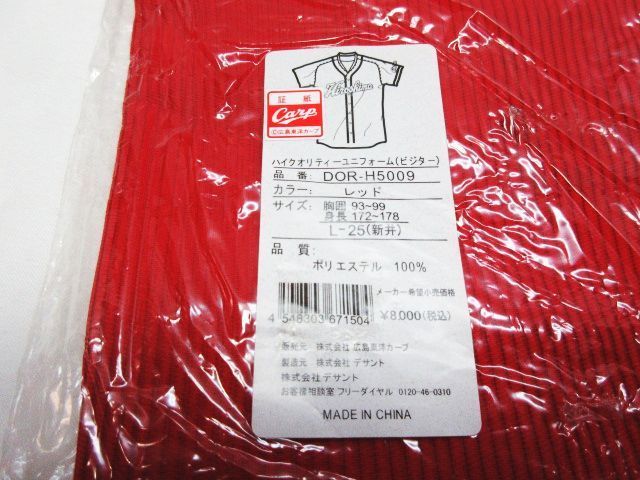 Hiroshima
証紙
Carp
©広島東洋カープ
ハイクオリティーユニフォーム(ビジター)
品番: DOR-H5009
カラー: レッド
サイズ: 胸囲 93~99
身長 172~178
L-25(新井)
品質:
ポリエステル 100%
メーカー希望小売価格
¥8,000(税込)
4 548303 671504
販売元 株式会社 広島東洋カープ
製造元 株式会社 デサント
株式会社 デサント
お客様相談室 フリーダイヤル 0120-46-0310
MADE IN CHINA